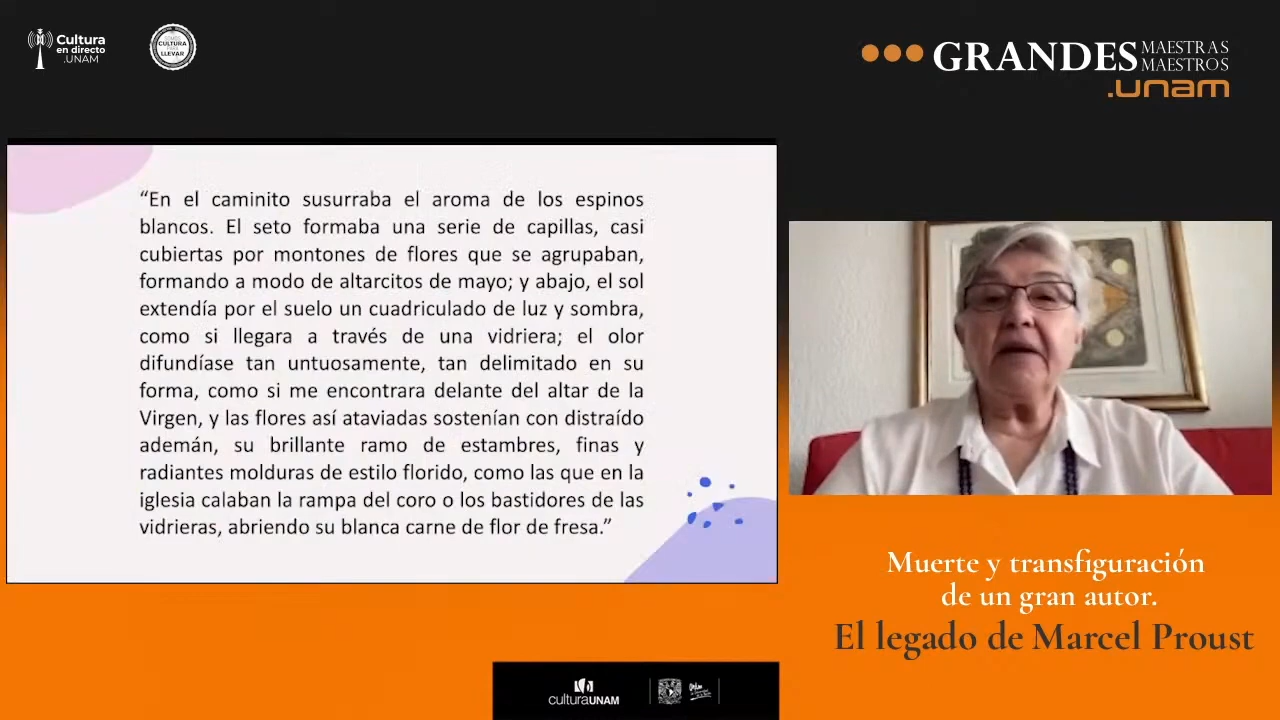 Cultura
en directo
.UNAM
CULTURA
LLEVAR
GRANDES MAESTRAS
MAESTROS
.unam
“En el caminito susurraba el aroma de los espinos
blancos. El seto formaba una serie de capillas, casi
cubiertas por montones de flores que se agrupaban,
formando a modo de altarcitos de mayo; y abajo, el sol
extendía por el suelo un cuadriculado de luz y sombra,
como si llegara a través de una vidriera; el olor
difundíase tan untuosamente, tan delimitado en su
forma, como si me encontrara delante del altar de la
Virgen, y las flores así ataviadas sostenían con distraído
ademán, su brillante ramo de estambres, finas y
radiantes molduras de estilo florido, como las que en la
iglesia calaban la rampa del coro o los bastidores de las
vidrieras, abriendo su blanca carne de flor de fresa.”
Muerte y transfiguración
de un gran autor.
El legado de Marcel Proust
culturaUNAM